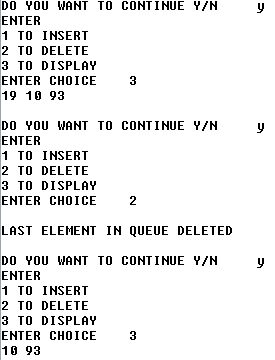 DO YOU WANT TO CONTINUE Y/N     y
ENTER
1 TO INSERT
2 TO DELETE
3 TO DISPLAY
ENTER CHOICE    3
19 10 93
DO YOU WANT TO CONTINUE Y/N     y
ENTER
1 TO INSERT
2 TO DELETE
3 TO DISPLAY
ENTER CHOICE    2
LAST ELEMENT IN QUEUE DELETED
DO YOU WANT TO CONTINUE Y/N     y
ENTER
1 TO INSERT
2 TO DELETE
3 TO DISPLAY
ENTER CHOICE    3
10 93